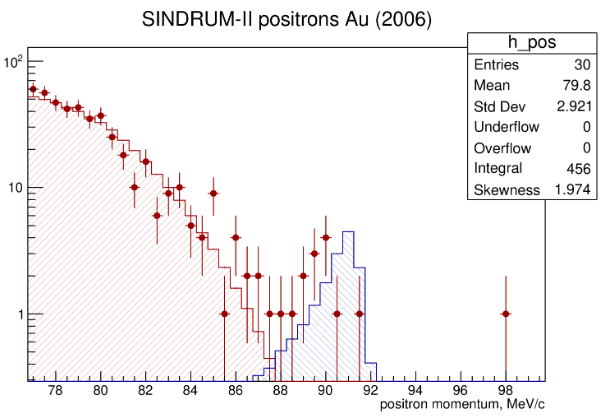 SINDRUM-II positrons Au (2006)
h_pos
Entries 30
Mean 79.8
Std Dev 2.921
Underflow 0
Overflow 0
Integral 456
Skewness 1.974
10²
10
1
78 80 82 84 86 88 90 92 94 96 98
positron momentum, MeV/c